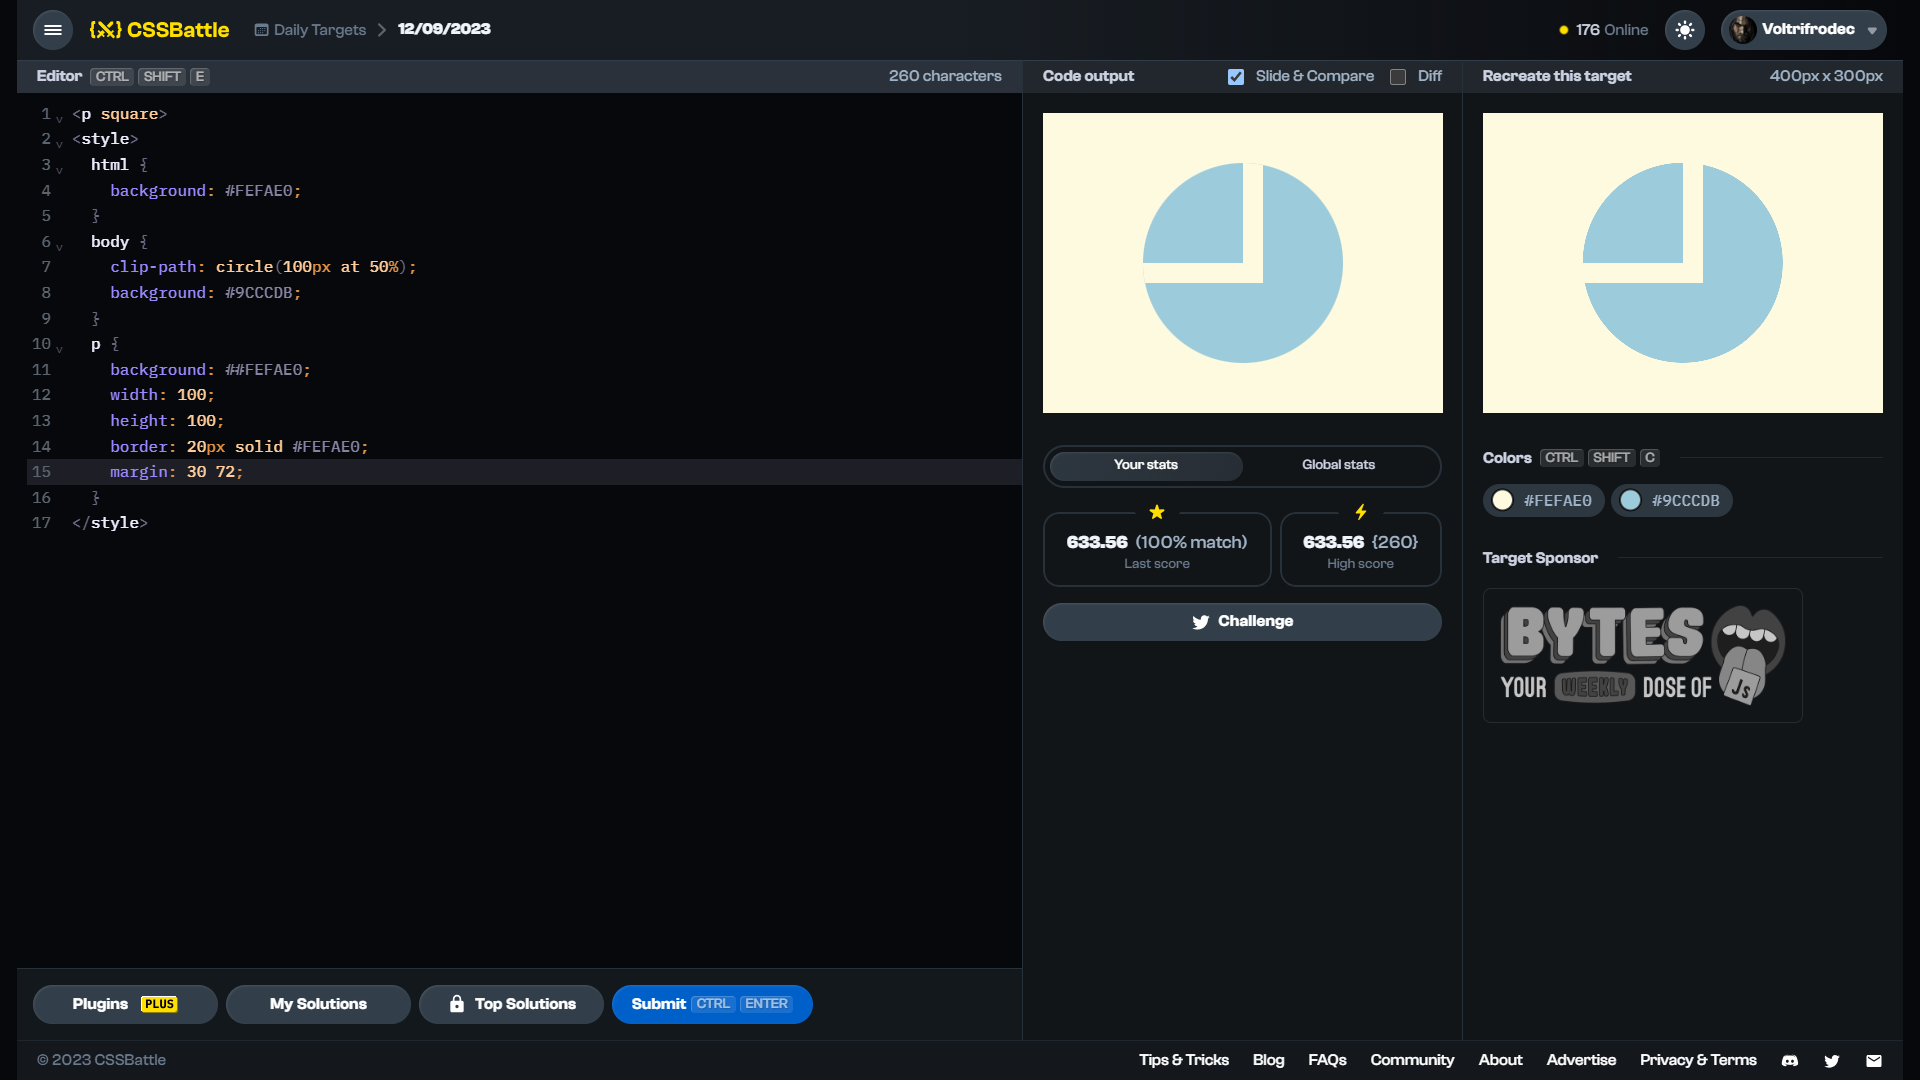 {X} CSSBattle
Daily Targets > 12/09/2023
176 Online
Voltrifrodec
Editor CTRL SHIFT E
260 characters
1 <p square>
2 <style>
3 html {
4 background: #FEFAE0;
5 }
6 body {
7 clip-path: circle(100px at 50%);
8 background: #9CCCDB;
9 }
10 p {
11 background: ##FEFAE0;
12 width: 100;
13 height: 100;
14 border: 20px solid #FEFAE0;
15 margin: 30 72;
16 }
17 </style>
Plugins PLUS
My Solutions
Top Solutions
Submit CTRL ENTER
Code output
Slide & Compare
Diff
Your stats
Global stats
633.56 (100% match)
Last score
633.56 {260}
High score
Challenge
Recreate this target
400px x 300px
Colors CTRL SHIFT C
#FEFAE0
#9CCCDB
Target Sponsor
BYTES
YOUR WEEKLY DOSE OF JS
© 2023 CSSBattle
Tips & Tricks
Blog
FAQs
Community
About
Advertise
Privacy & Terms